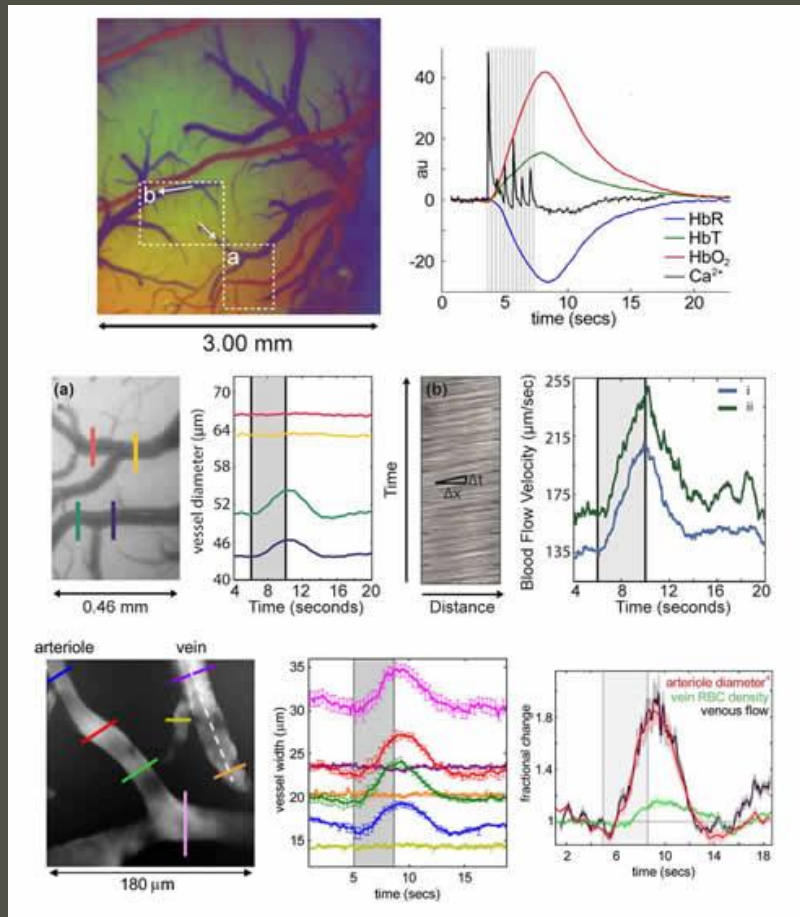 b
a
3.00 mm
au
40
20
0
-20
HbR
HbT
HbO₂
Ca²⁺
0 5 10 15 20
time (secs)
(a)
0.46 mm
vessel diameter (μm)
70
64
58
52
46
40
4 8 12 16 20
Time (seconds)
(b)
Time
Δt
Δx
Distance
Blood Flow Velocity (μm/sec)
255
215
175
135
i
ii
4 8 12 16 20
Time (seconds)
arteriole vein
180 μm
vessel width (μm)
35
30
25
20
15
5 10 15
time (secs)
fractional change
1.8
1.4
1
arteriole diameter⁴
vein RBC density
venous flow
2 6 10 14 18
time (secs)